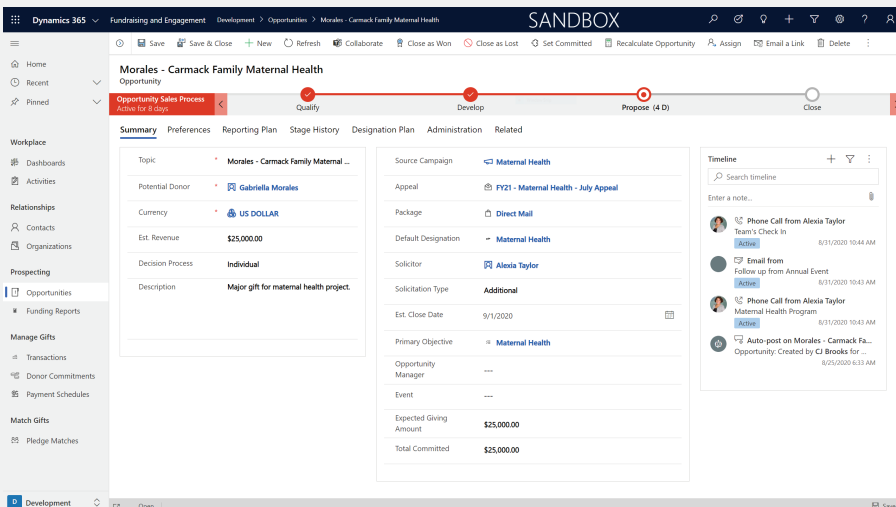 Dynamics 365
Fundraising and Engagement
Development > Opportunities > Morales - Carmack Family Maternal Health
SANDBOX
Save
Save & Close
New
Refresh
Collaborate
Close as Won
Close as Lost
Set Committed
Recalculate Opportunity
Assign
Email a Link
Delete
Home
Recent
Pinned
Workplace
Dashboards
Activities
Relationships
Contacts
Organizations
Prospecting
Opportunities
Funding Reports
Manage Gifts
Transactions
Donor Commitments
Payment Schedules
Match Gifts
Pledge Matches
D Development
Morales - Carmack Family Maternal Health
Opportunity
Opportunity Sales Process
Active for 8 days
Qualify
Develop
Propose (4 D)
Close
Summary
Preferences
Reporting Plan
Stage History
Designation Plan
Administration
Related
Topic * Morales - Carmack Family Maternal ...
Potential Donor * Gabriella Morales
Currency * US DOLLAR
Est. Revenue $25,000.00
Decision Process Individual
Description Major gift for maternal health project.
Source Campaign Maternal Health
Appeal FY21 - Maternal Health - July Appeal
Package Direct Mail
Default Designation Maternal Health
Solicitor Alexia Taylor
Solicitation Type Additional
Est. Close Date 9/1/2020
Primary Objective Maternal Health
Opportunity
Manager ---
Event ---
Expected Giving
Amount $25,000.00
Total Committed $25,000.00
Timeline
Search timeline
Enter a note...
Phone Call from Alexia Taylor
Team's Check In
Active 8/31/2020 10:44 AM
Email from
Follow up from Annual Event
Active 8/31/2020 10:43 AM
Phone Call from Alexia Taylor
Maternal Health Program
Active 8/31/2020 10:43 AM
Auto-post on Morales - Carmack Fa...
Opportunity: Created by CJ Brooks for ...
8/25/2020 6:33 AM
Open
Save